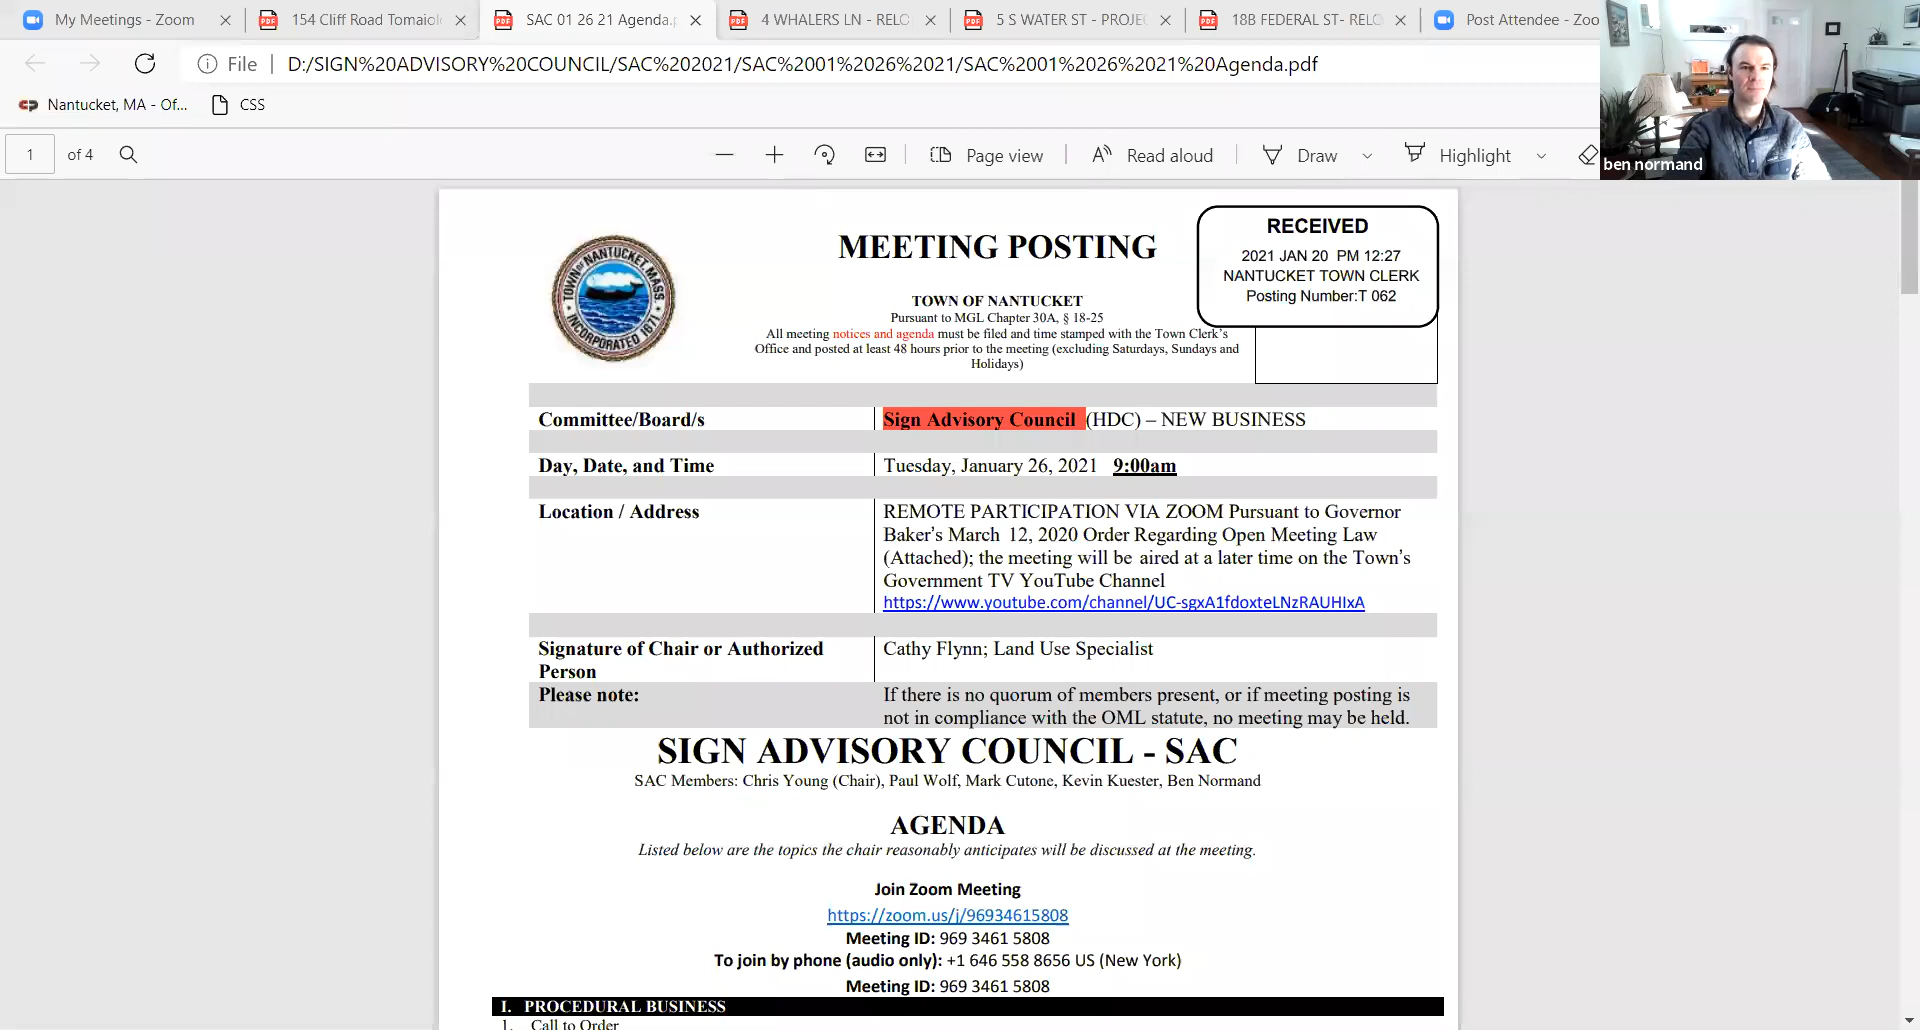 My Meetings - Zoom
154 Cliff Road Tomaiol
SAC 01 26 21 Agenda.p
4 WHALERS LN - RELO
5 S WATER ST - PROJEC
18B FEDERAL ST- RELO
Post Attendee - Zoo
File
D:/SIGN%20ADVISORY%20COUNCIL/SAC%202021/SAC%2001%2026%2021/SAC%2001%2026%2021%20Agenda.pdf
Nantucket, MA - Of...
CSS
1 of 4
Page view
Read aloud
Draw
Highlight
ben normand
TOWN OF NANTUCKET, MASS.
INCORPORATED 1671
MEETING POSTING
RECEIVED
2021 JAN 20 PM 12:27
NANTUCKET TOWN CLERK
Posting Number:T 062
TOWN OF NANTUCKET
Pursuant to MGL Chapter 30A, § 18-25
All meeting notices and agenda must be filed and time stamped with the Town Clerk's
Office and posted at least 48 hours prior to the meeting (excluding Saturdays, Sundays and
Holidays)
Committee/Board/s
Sign Advisory Council (HDC) – NEW BUSINESS
Day, Date, and Time
Tuesday, January 26, 2021 9:00am
Location / Address
REMOTE PARTICIPATION VIA ZOOM Pursuant to Governor
Baker's March 12, 2020 Order Regarding Open Meeting Law
(Attached); the meeting will be aired at a later time on the Town's
Government TV YouTube Channel
https://www.youtube.com/channel/UC-sgxA1fdoxteLNzRAUHIxA
Signature of Chair or Authorized
Person
Cathy Flynn; Land Use Specialist
Please note:
If there is no quorum of members present, or if meeting posting is
not in compliance with the OML statute, no meeting may be held.
SIGN ADVISORY COUNCIL - SAC
SAC Members: Chris Young (Chair), Paul Wolf, Mark Cutone, Kevin Kuester, Ben Normand
AGENDA
Listed below are the topics the chair reasonably anticipates will be discussed at the meeting.
Join Zoom Meeting
https://zoom.us/j/96934615808
Meeting ID: 969 3461 5808
To join by phone (audio only): +1 646 558 8656 US (New York)
Meeting ID: 969 3461 5808
I. PROCEDURAL BUSINESS
1. Call to Order